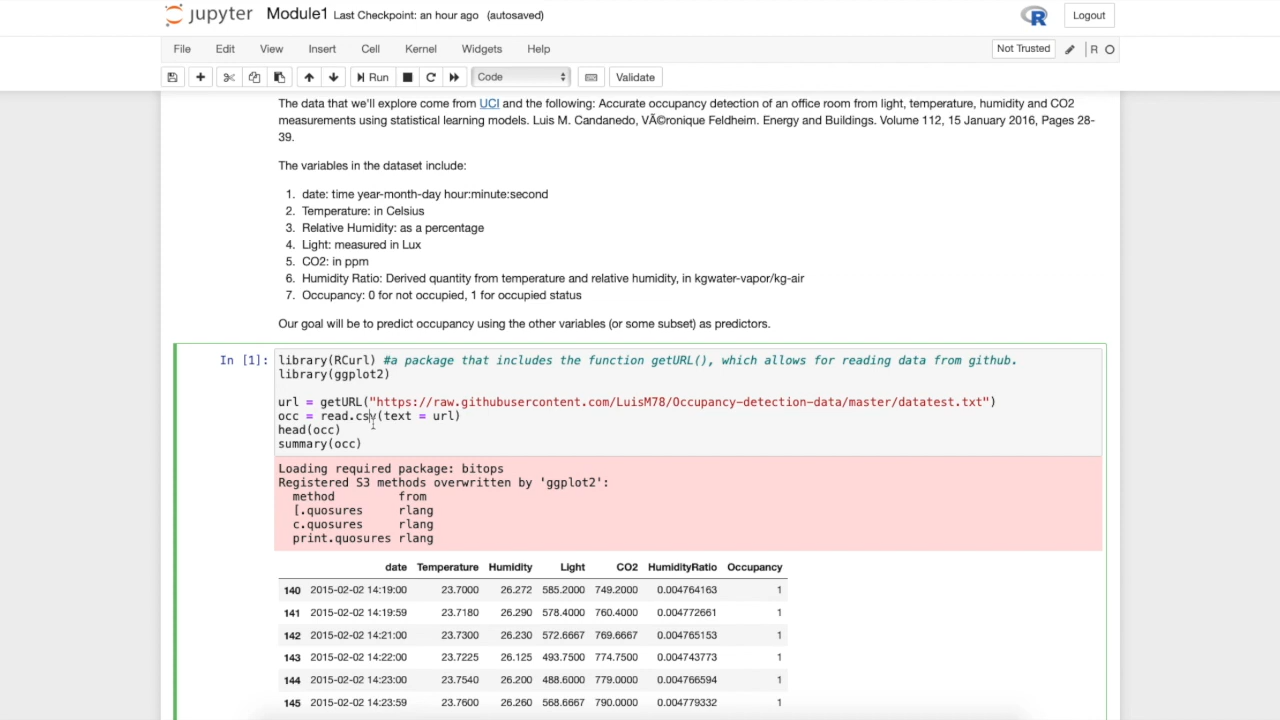 jupyter Module1 Last Checkpoint: an hour ago (autosaved)
Logout
File Edit View Insert Cell Kernel Widgets Help
Not Trusted R
Run Code Validate
The data that we'll explore come from UCI and the following: Accurate occupancy detection of an office room from light, temperature, humidity and CO2
measurements using statistical learning models. Luis M. Candanedo, VÃ©ronique Feldheim. Energy and Buildings. Volume 112, 15 January 2016, Pages 28-
39.
The variables in the dataset include:
1. date: time year-month-day hour:minute:second
2. Temperature: in Celsius
3. Relative Humidity: as a percentage
4. Light: measured in Lux
5. CO2: in ppm
6. Humidity Ratio: Derived quantity from temperature and relative humidity, in kgwater-vapor/kg-air
7. Occupancy: 0 for not occupied, 1 for occupied status
Our goal will be to predict occupancy using the other variables (or some subset) as predictors.
In [1]: library(RCurl) #a package that includes the function getURL(), which allows for reading data from github.
library(ggplot2)
url = getURL("https://raw.githubusercontent.com/LuisM78/Occupancy-detection-data/master/datatest.txt")
occ = read.csv(text = url)
head(occ)
summary(occ)
Loading required package: bitops
Registered S3 methods overwritten by 'ggplot2':
method from
[.quosures rlang
c.quosures rlang
print.quosures rlang
date Temperature Humidity Light CO2 HumidityRatio Occupancy
140 2015-02-02 14:19:00 23.7000 26.272 585.2000 749.2000 0.004764163 1
141 2015-02-02 14:19:59 23.7180 26.290 578.4000 760.4000 0.004772661 1
142 2015-02-02 14:21:00 23.7300 26.230 572.6667 769.6667 0.004765153 1
143 2015-02-02 14:22:00 23.7225 26.125 493.7500 774.7500 0.004743773 1
144 2015-02-02 14:23:00 23.7540 26.200 488.6000 779.0000 0.004766594 1
145 2015-02-02 14:23:59 23.7600 26.260 568.6667 790.0000 0.004779332 1